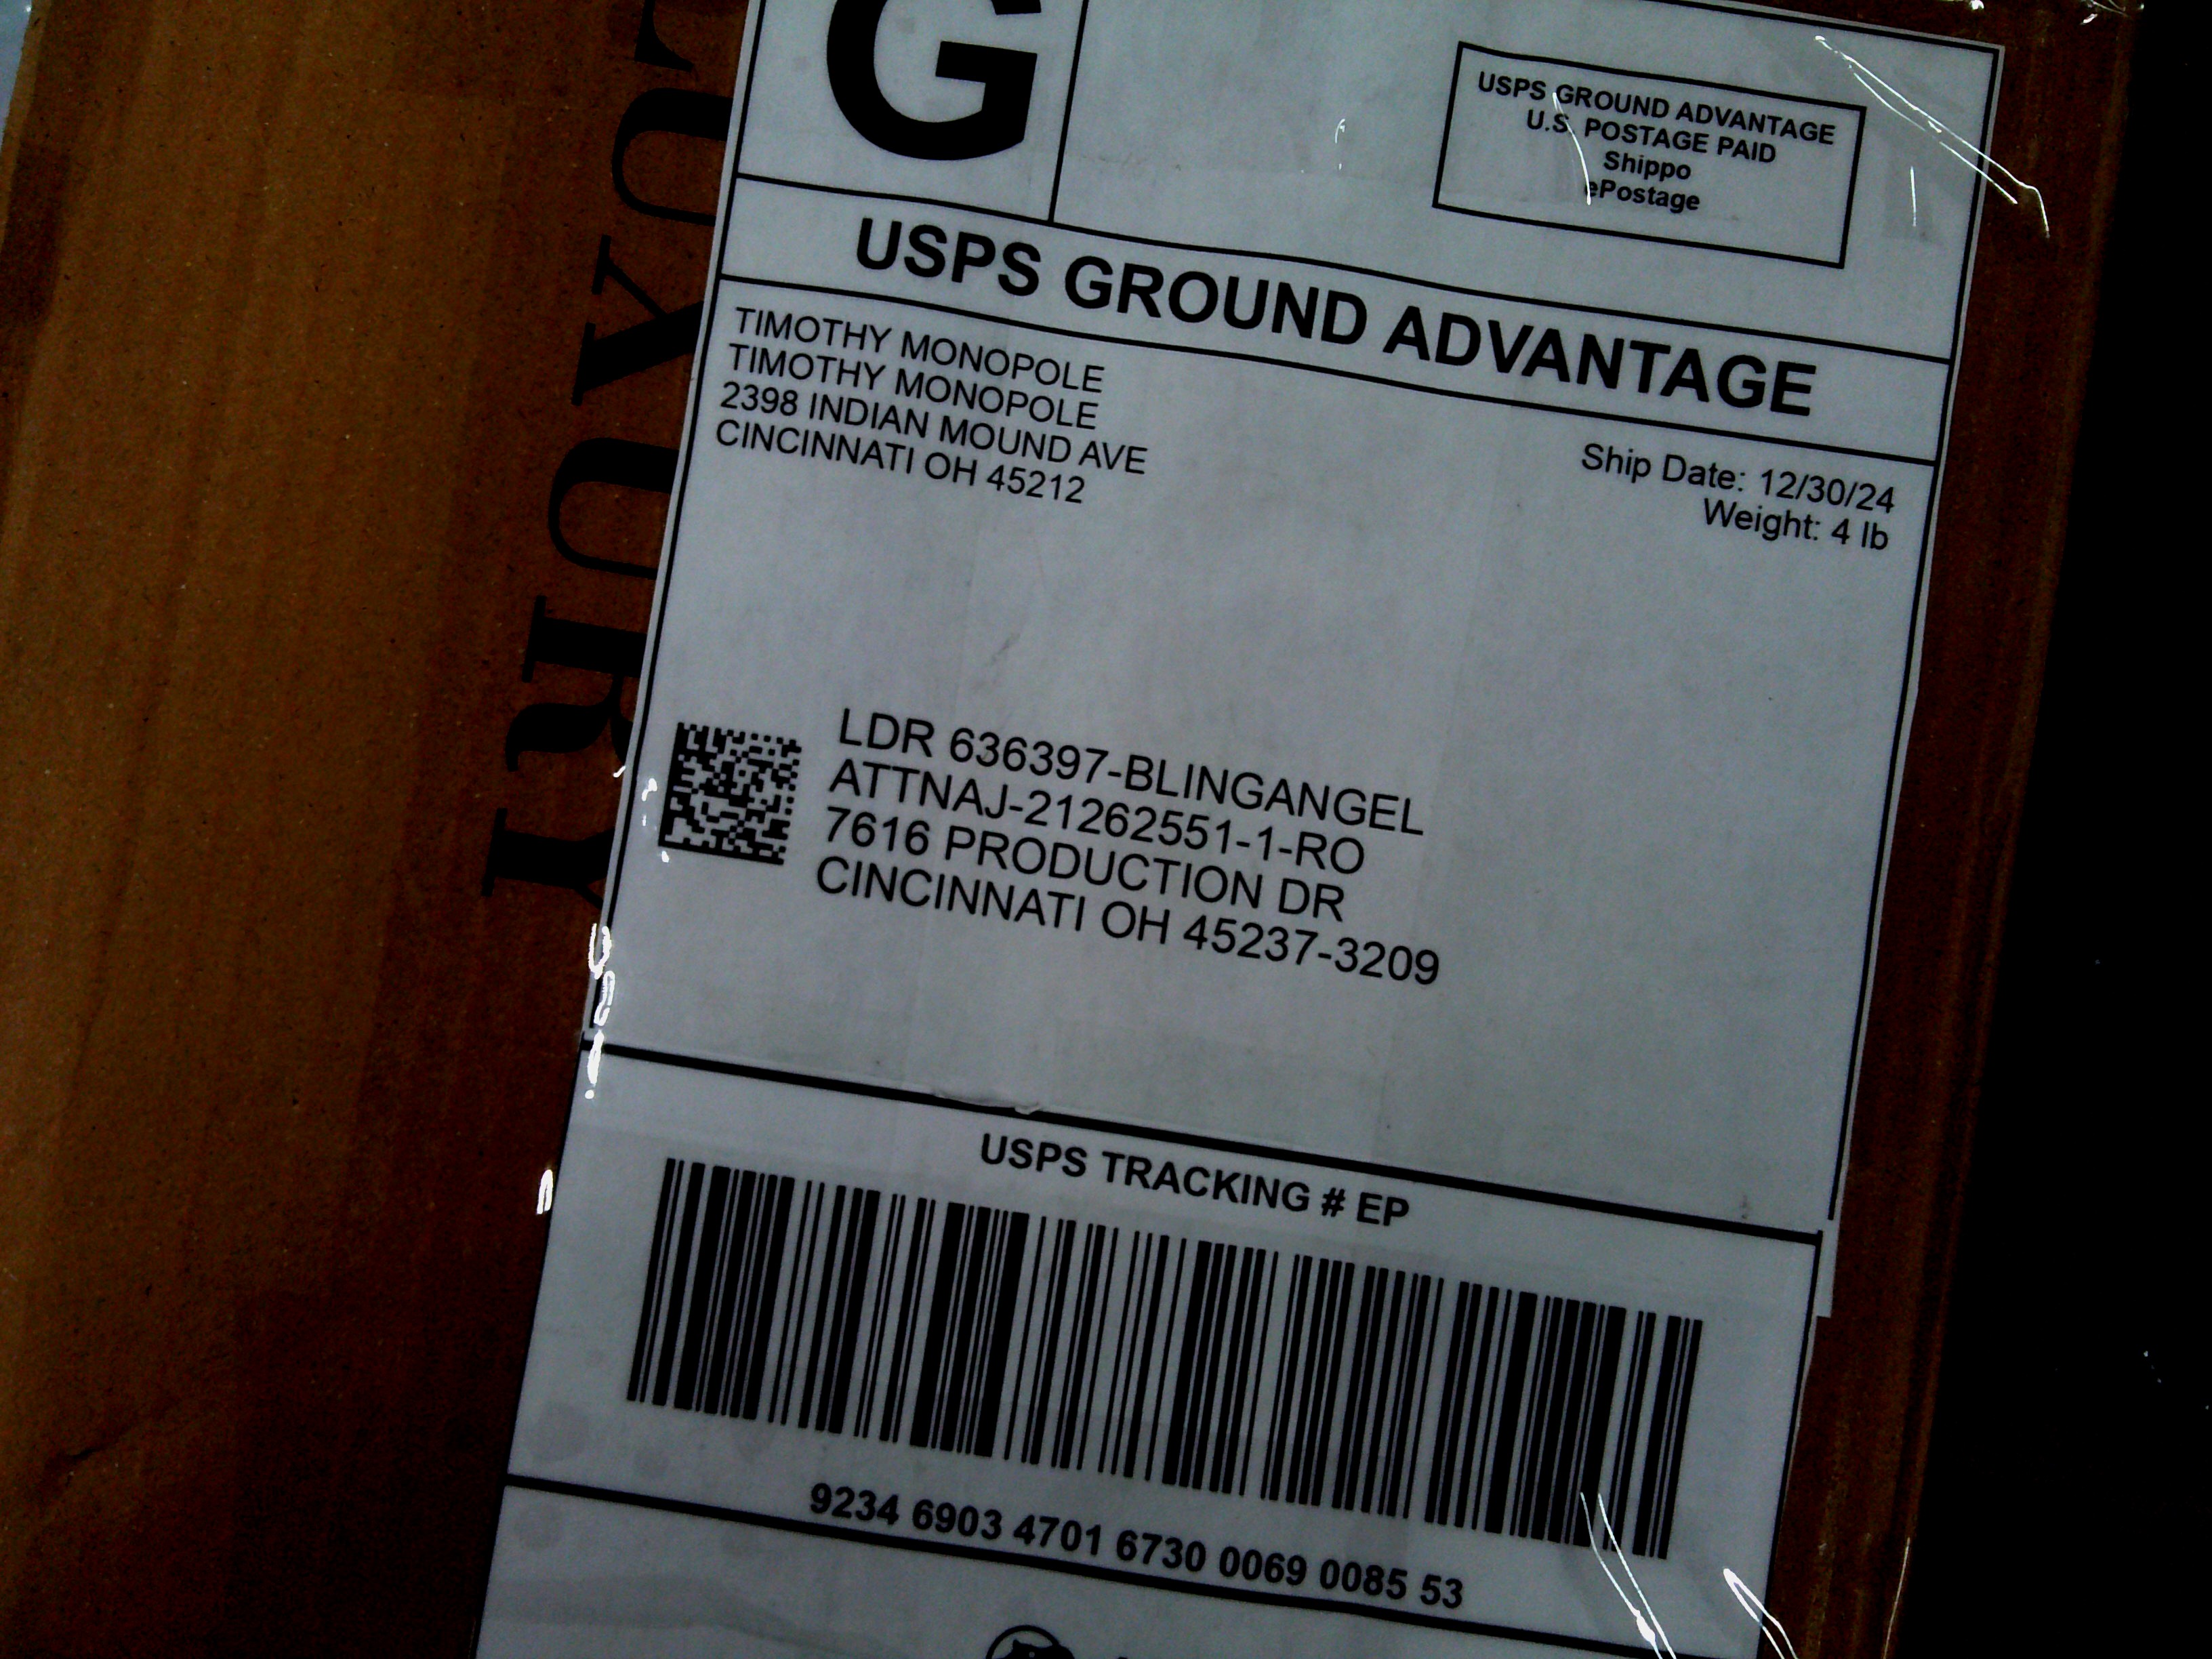 G
USPS GROUND ADVANTAGE
U.S. POSTAGE PAID
Shippo
ePostage
USPS GROUND ADVANTAGE
TIMOTHY MONOPOLE
TIMOTHY MONOPOLE
2398 INDIAN MOUND AVE
CINCINNATI OH 45212
Ship Date: 12/30/24
Weight: 4 lb
LDR 636397-BLINGANGEL
ATTNAJ-21262551-1-RO
7616 PRODUCTION DR
CINCINNATI OH 45237-3209
USPS TRACKING # EP
9234 6903 4701 6730 0069 0085 53